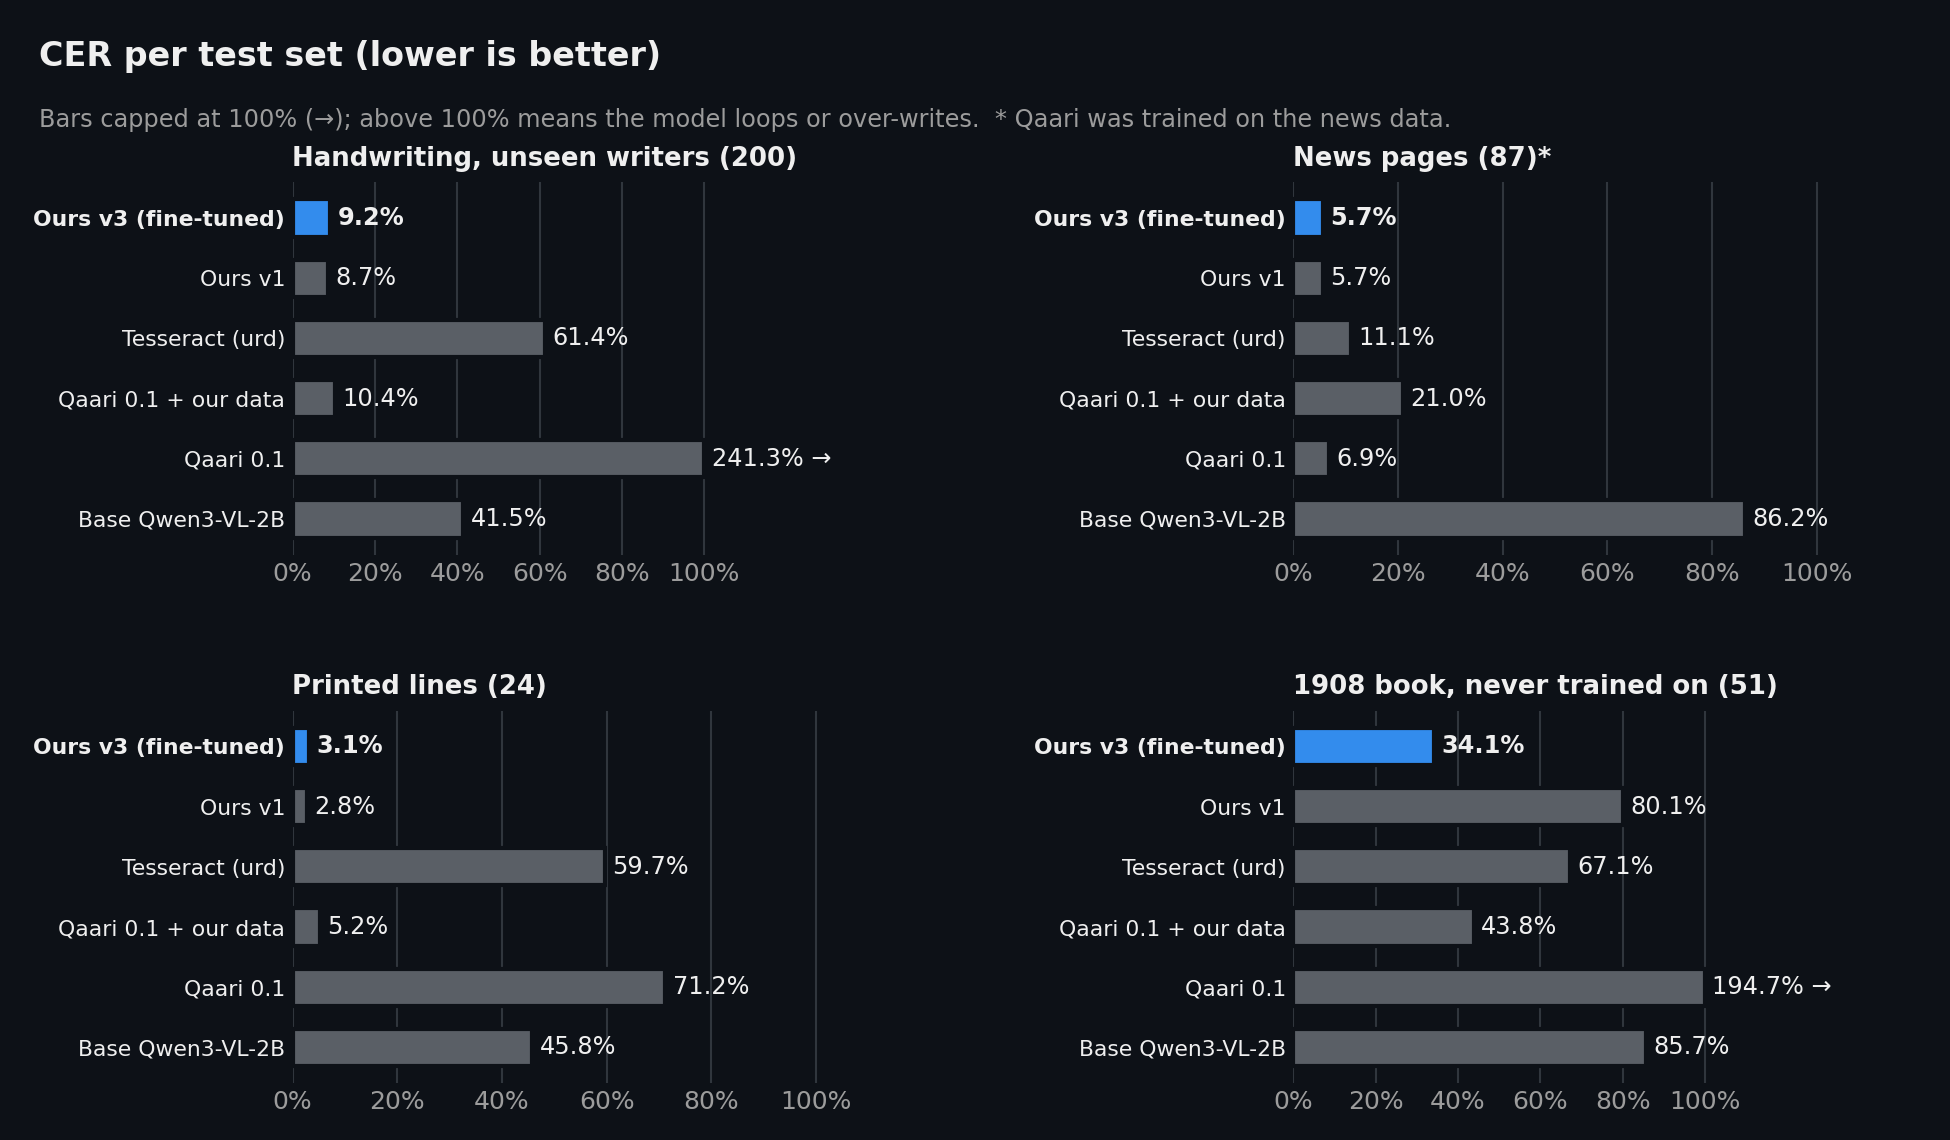 CER per test set (lower is better)
Bars capped at 100% (→); above 100% means the model loops or over-writes.  * Qaari was trained on the news data.
Handwriting, unseen writers (200)
Ours v3 (fine-tuned) 9.2%
Ours v1 8.7%
Tesseract (urd) 61.4%
Qaari 0.1 + our data 10.4%
Qaari 0.1 241.3% →
Base Qwen3-VL-2B 41.5%
0% 20% 40% 60% 80% 100%
News pages (87)*
Ours v3 (fine-tuned) 5.7%
Ours v1 5.7%
Tesseract (urd) 11.1%
Qaari 0.1 + our data 21.0%
Qaari 0.1 6.9%
Base Qwen3-VL-2B 86.2%
0% 20% 40% 60% 80% 100%
Printed lines (24)
Ours v3 (fine-tuned) 3.1%
Ours v1 2.8%
Tesseract (urd) 59.7%
Qaari 0.1 + our data 5.2%
Qaari 0.1 71.2%
Base Qwen3-VL-2B 45.8%
0% 20% 40% 60% 80% 100%
1908 book, never trained on (51)
Ours v3 (fine-tuned) 34.1%
Ours v1 80.1%
Tesseract (urd) 67.1%
Qaari 0.1 + our data 43.8%
Qaari 0.1 194.7% →
Base Qwen3-VL-2B 85.7%
0% 20% 40% 60% 80% 100%